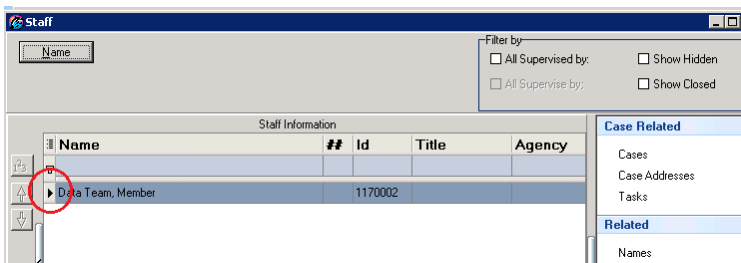 Staff
Name
Filter by
All Supervised by:
Show Hidden
All Supervise by:
Show Closed
Staff Information
Name ## Id Title Agency
Data Team, Member 1170002
Case Related
Cases
Case Addresses
Tasks
Related
Names